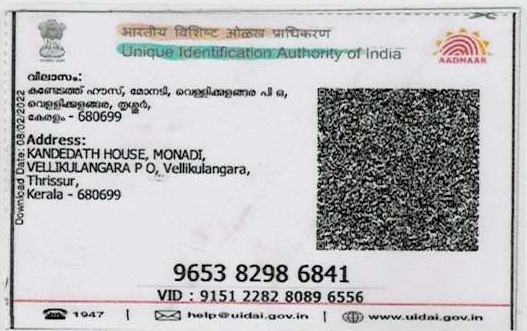 भारतीय विशिष्ट ओळख प्राधिकरण
Unique Identification Authority of India
AADHAAR
Download Date: 08/02/2022
വിലാസം:
കണ്ടേടത്ത് ഹൗസ്, മോനടി, വെള്ളിക്കുളങ്ങര പി ഒ,
വെള്ളിക്കുളങ്ങര, തൃശ്ശൂർ,
കേരളം - 680699
Address:
KANDEDATH HOUSE, MONADI,
VELLIKULANGARA P O, Vellikulangara,
Thrissur,
Kerala - 680699
9653 8298 6841
VID : 9151 2282 8089 6556
1947 | help@uidai.gov.in | www.uidai.gov.in